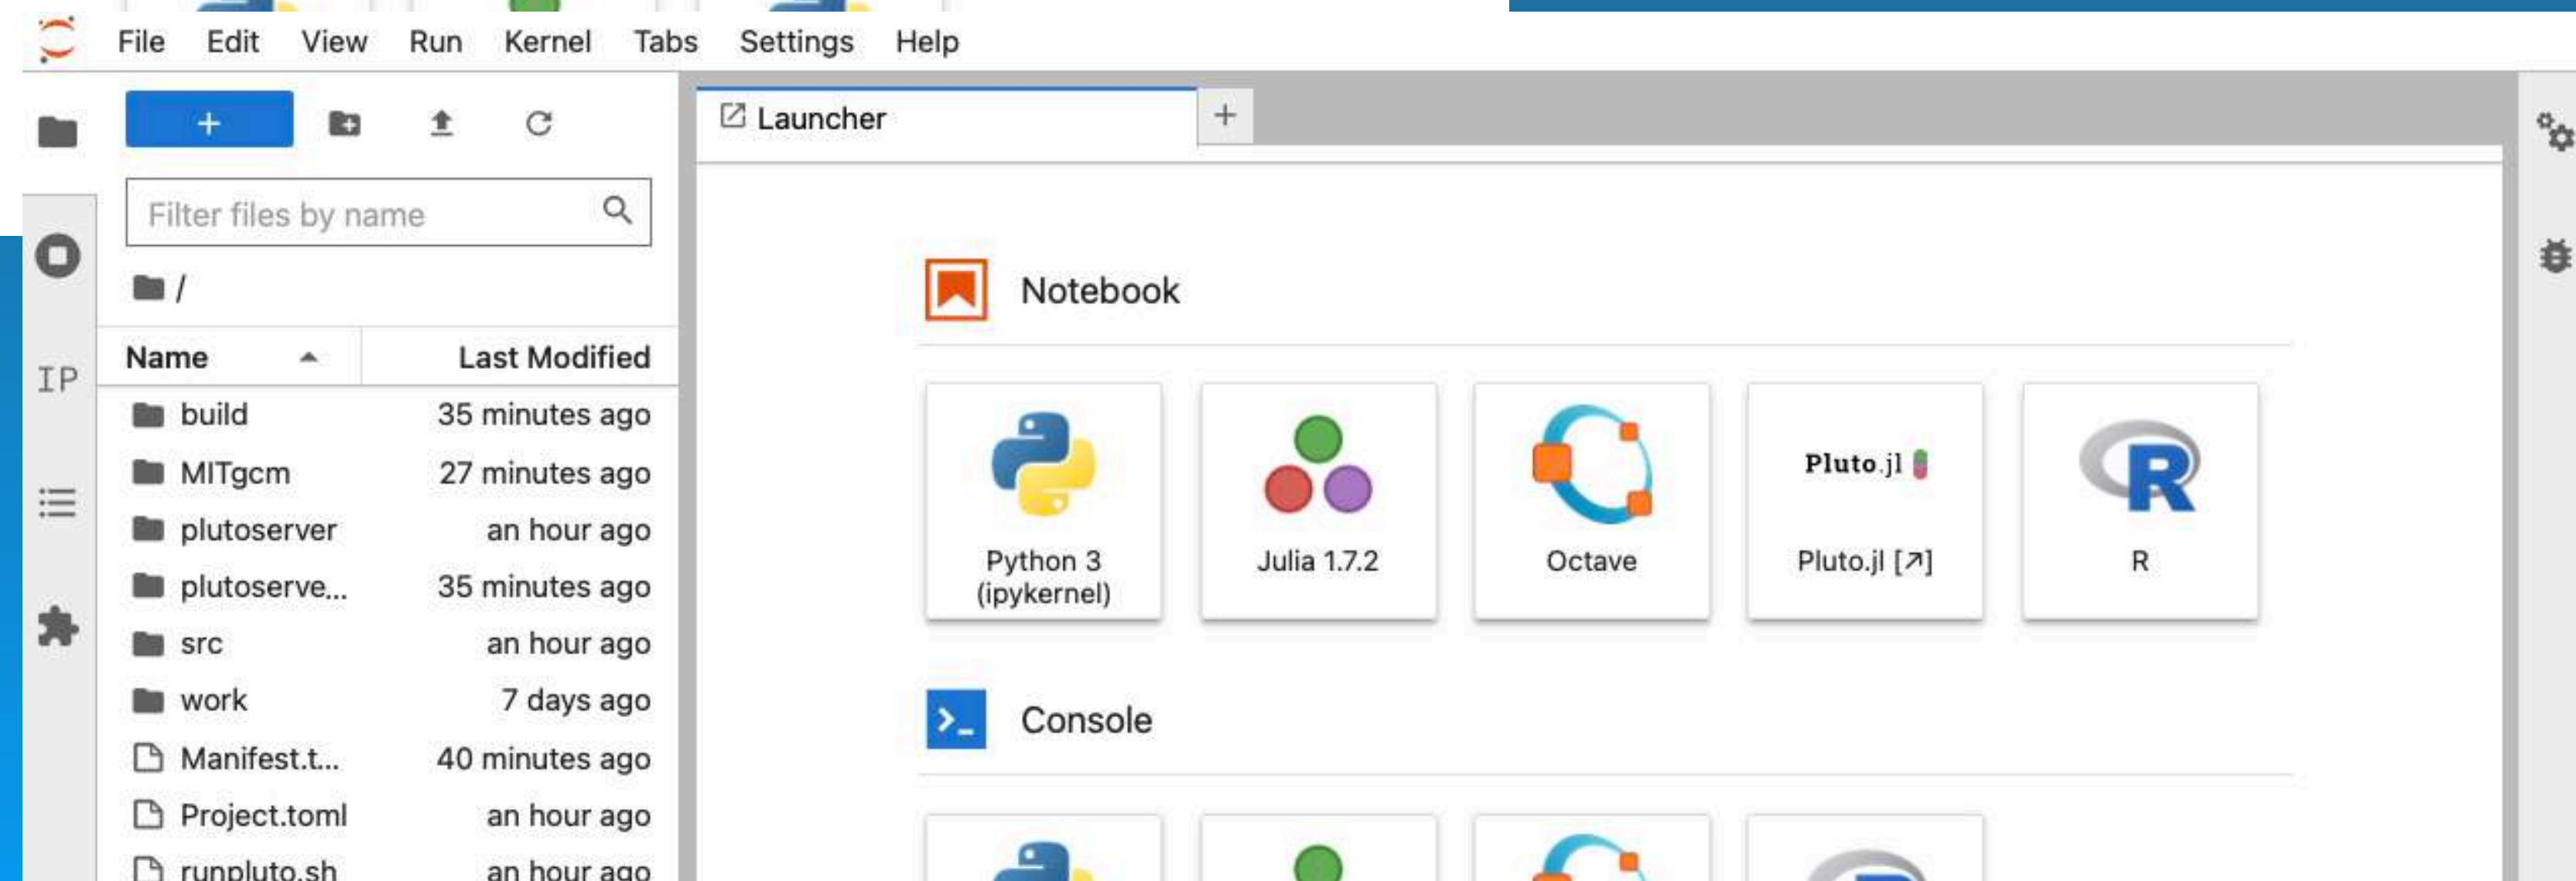 File Edit View Run Kernel Tabs Settings Help
+
Launcher
+
Filter files by name
/
IP
Name Last Modified
build 35 minutes ago
MITgcm 27 minutes ago
plutoserver an hour ago
plutoserve... 35 minutes ago
src an hour ago
work 7 days ago
Manifest.t... 40 minutes ago
Project.toml an hour ago
runpluto.sh an hour ago
Notebook
Pluto.jl
R
Python 3
(ipykernel)
Julia 1.7.2
Octave
Pluto.jl [↗]
R
>_ Console